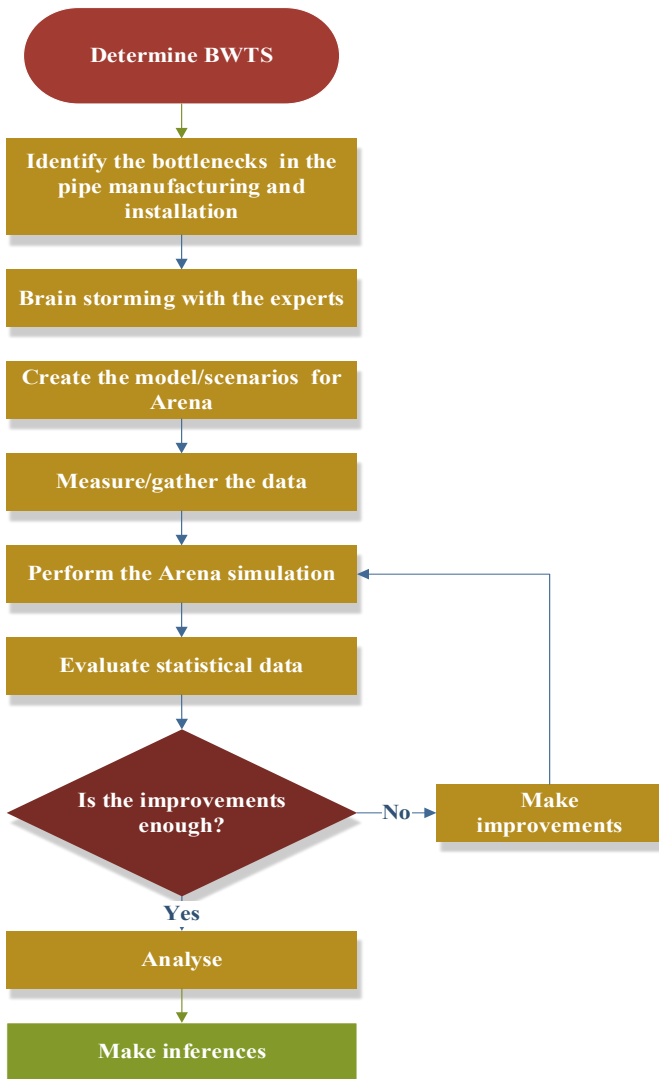 Determine BWTS
Identify the bottlenecks in the
pipe manufacturing and
installation
Brain storming with the experts
Create the model/scenarios for
Arena
Measure/gather the data
Perform the Arena simulation
Evaluate statistical data
Is the improvements
enough?
No
Make
improvements
Yes
Analyse
Make inferences